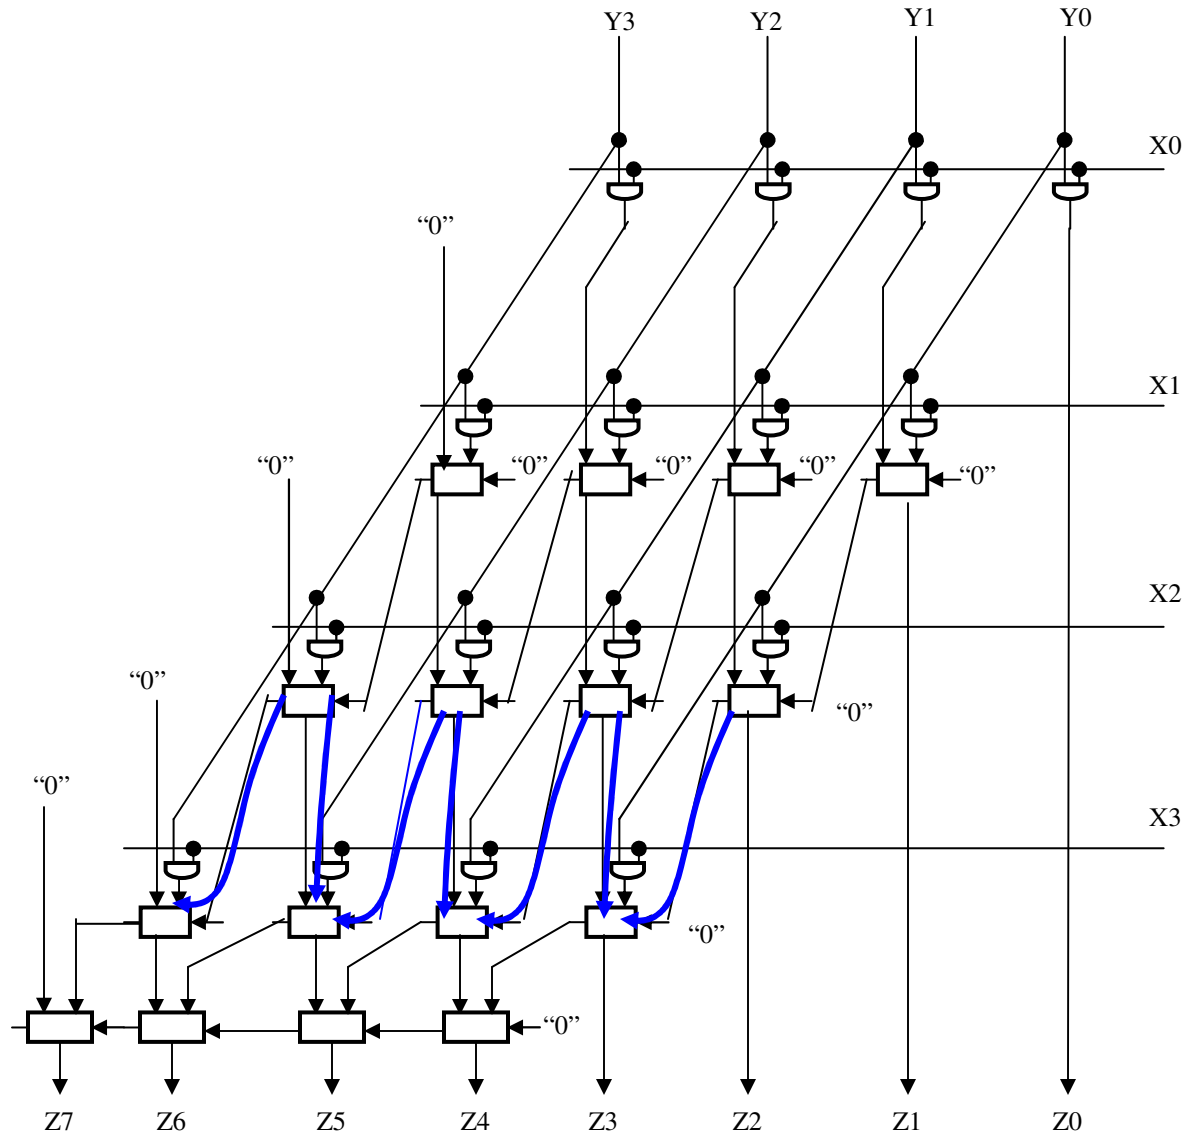 Y3 Y2 Y1 Y0
X0
“0”
X1
“0” “0” “0” “0” “0”
X2
“0” “0”
“0”
X3
“0”
“0”
Z7 Z6 Z5 Z4 Z3 Z2 Z1 Z0